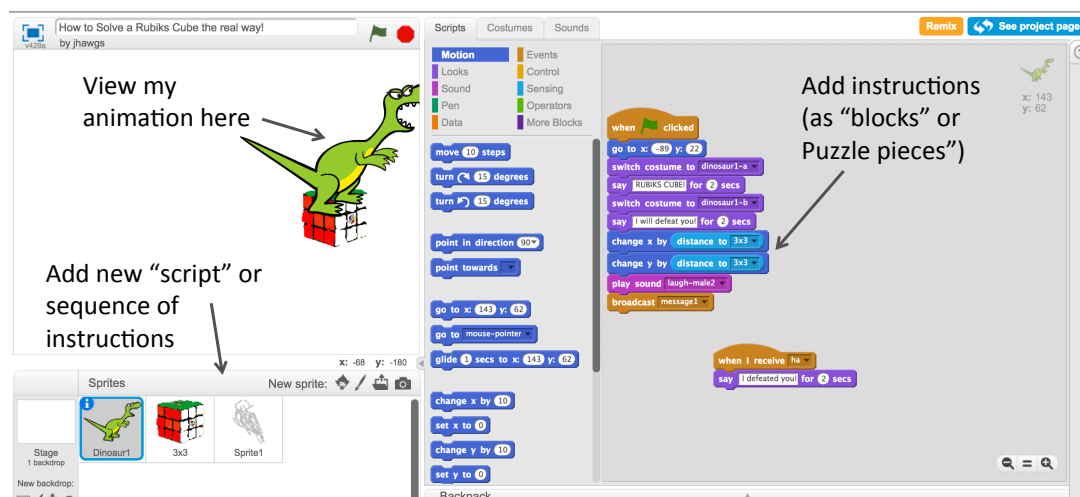 How to Solve a Rubiks Cube the real way!
by jhawgs
v429a
View my
animation here
Add new “script” or
sequence of
instructions
x: -68 y: -180
Sprites
New sprite:
Stage
1 backdrop
New backdrop:
Dinoaur1
3x3
Sprite1
Scripts
Costumes
Sounds
Remix
See project page
Motion
Looks
Sound
Pen
Data
Events
Control
Sensing
Operators
More Blocks
move 10 steps
turn 15 degrees
turn 15 degrees
point in direction 90
point towards
go to x: 143 y: 62
go to mouse-pointer
glide 1 secs to x: 143 y: 62
change x by 10
set x to 0
change y by 10
set y to 0
Backpack
when clicked
go to x: -89 y: 22
switch costume to dinosaur1-a
say RUBIKS CUBE! for 2 secs
switch costume to dinosaur1-b
say I will defeat you! for 2 secs
change x by distance to 3x3
change y by distance to 3x3
play sound laugh-male2
broadcast message1
when I receive ha
say I defeated you! for 2 secs
Add instructions
(as “blocks” or
Puzzle pieces”)
x: 143
y: 62